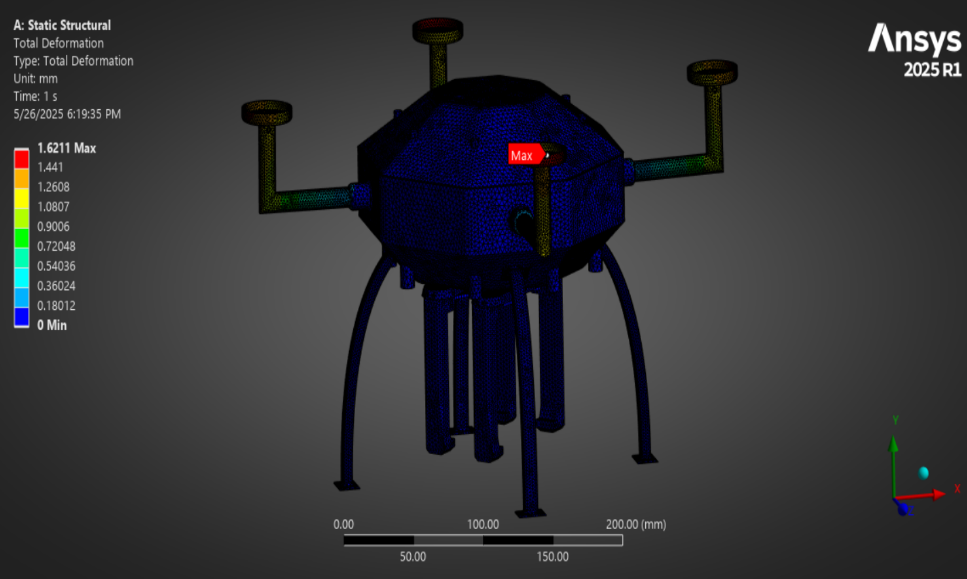 A: Static Structural
Total Deformation
Type: Total Deformation
Unit: mm
Time: 1 s
5/26/2025 6:19:35 PM
1.6211 Max
1.441
1.2608
1.0807
0.9006
0.72048
0.54036
0.36024
0.18012
0 Min
Ansys
2025 R1
Max
Y
X
Z
0.00 100.00 200.00 (mm)
50.00 150.00